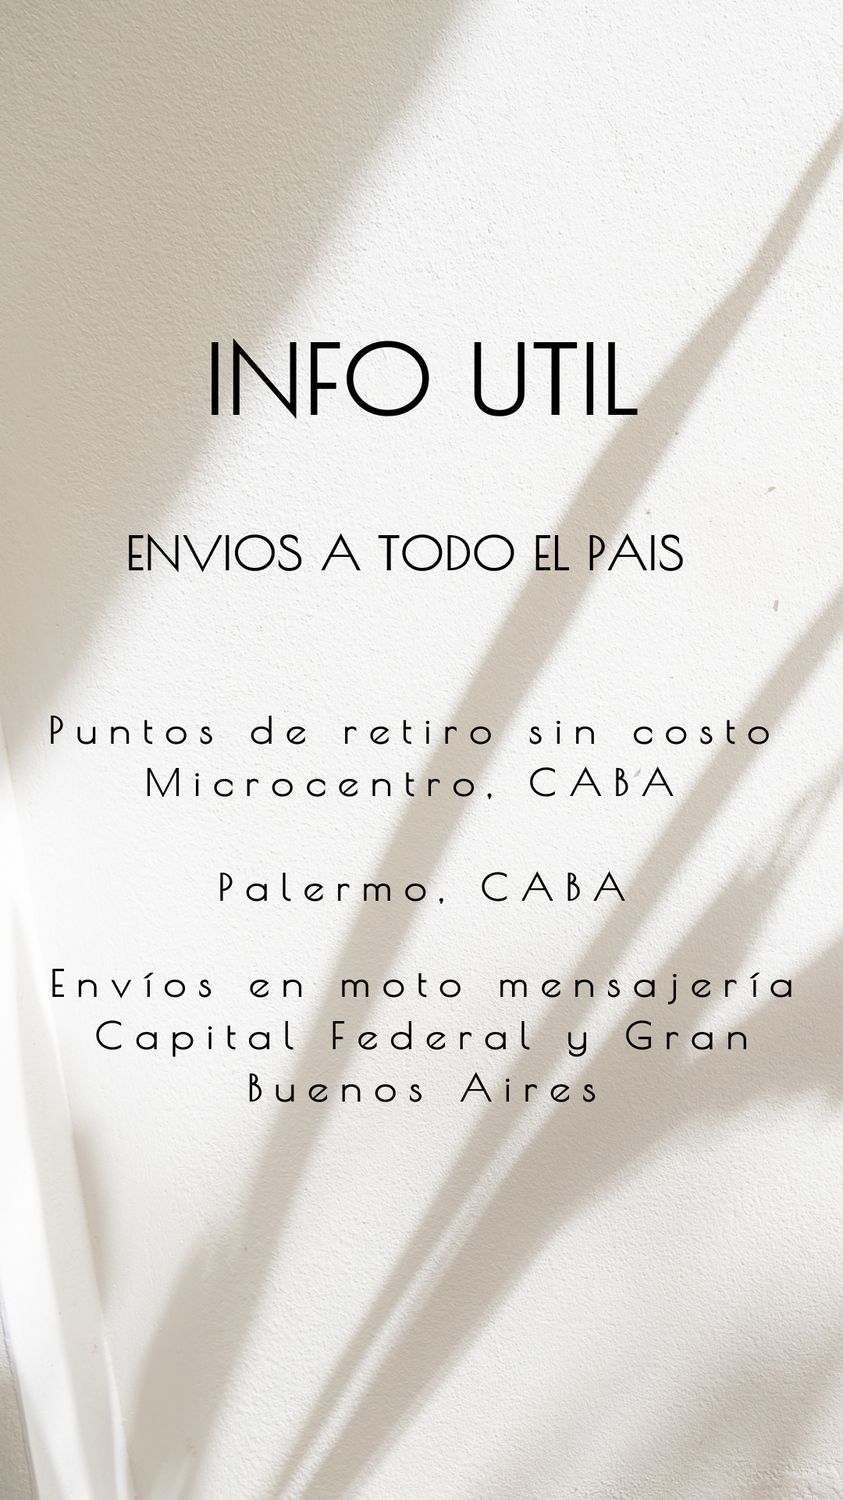 INFO UTIL
ENVIOS A TODO EL PAIS
Puntos de retiro sin costo
Microcentro, CABA
Palermo, CABA
Envíos en moto mensajería
Capital Federal y Gran
Buenos Aires